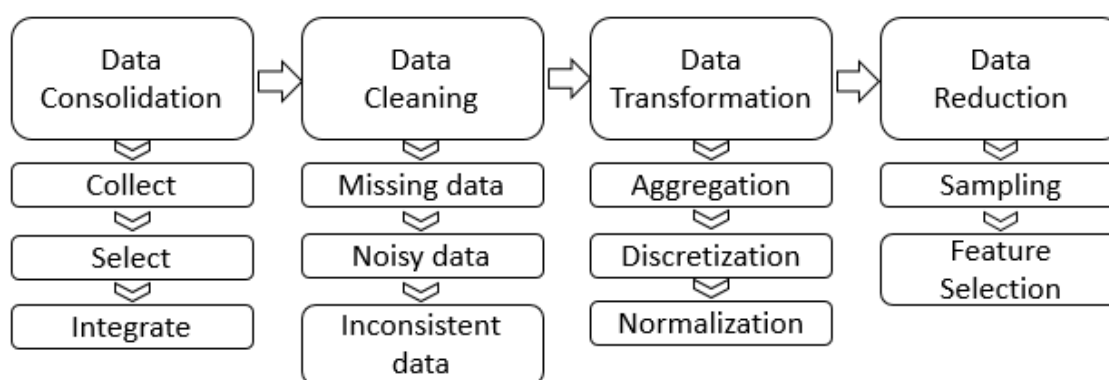 Data
Consolidation
Data
Cleaning
Data
Transformation
Data
Reduction
Collect
Select
Integrate
Missing data
Noisy data
Inconsistent
data
Aggregation
Discretization
Normalization
Sampling
Feature
Selection